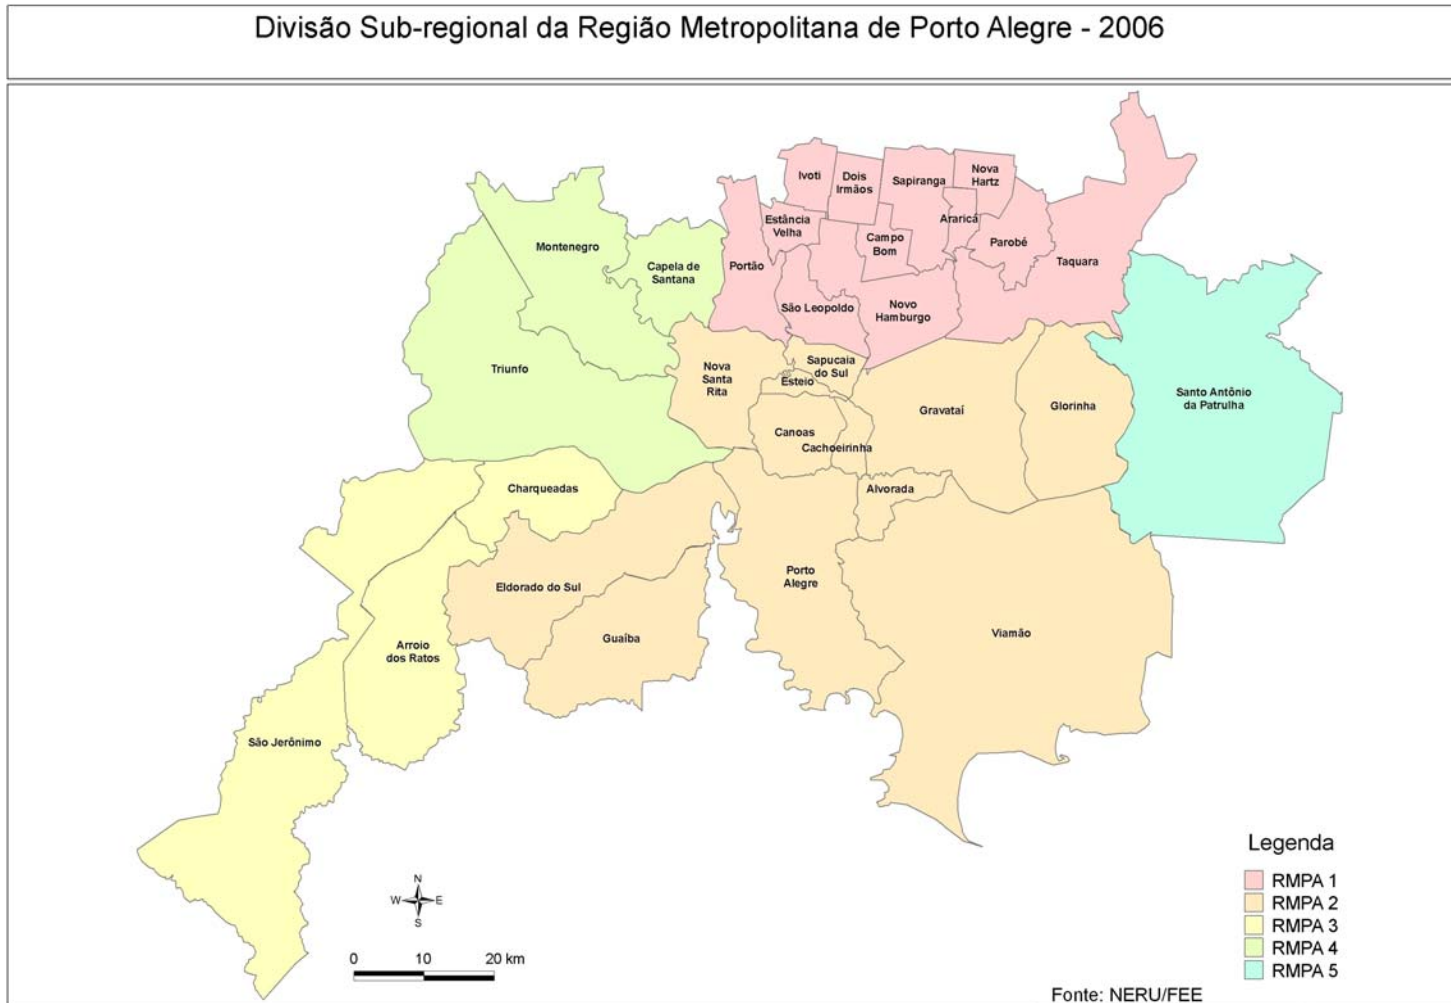 Divisão Sub-regional da Região Metropolitana de Porto Alegre - 2006
Ivoti
Dois
Irmãos
Sapiranga
Nova
Hartz
Estância
Velha
Araricá
Campo
Bom
Parobé
Montenegro
Capela de
Santana
Portão
Taquara
São Leopoldo
Novo
Hamburgo
Triunfo
Nova
Santa
Rita
Sapucaia
do Sul
Esteio
Gravataí
Glorinha
Santo Antônio
da Patrulha
Canoas
Cachoeirinha
Charqueadas
Alvorada
Eldorado do Sul
Porto
Alegre
Guaíba
Viamão
Arroio
dos Ratos
São Jerônimo
N
W E
S
0 10 20 km
Legenda
RMPA 1
RMPA 2
RMPA 3
RMPA 4
RMPA 5
Fonte: NERU/FEE